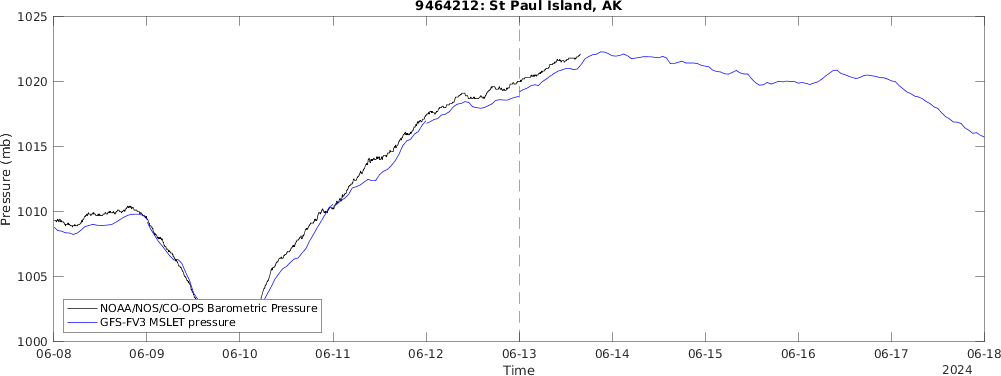 9464212: St Paul Island, AK
Pressure (mb)
1025
1020
1015
1010
1005
1000
NOAA/NOS/CO-OPS Barometric Pressure
GFS-FV3 MSLET pressure
06-08 06-09 06-10 06-11 06-12 06-13 06-14 06-15 06-16 06-17 06-18
Time
2024